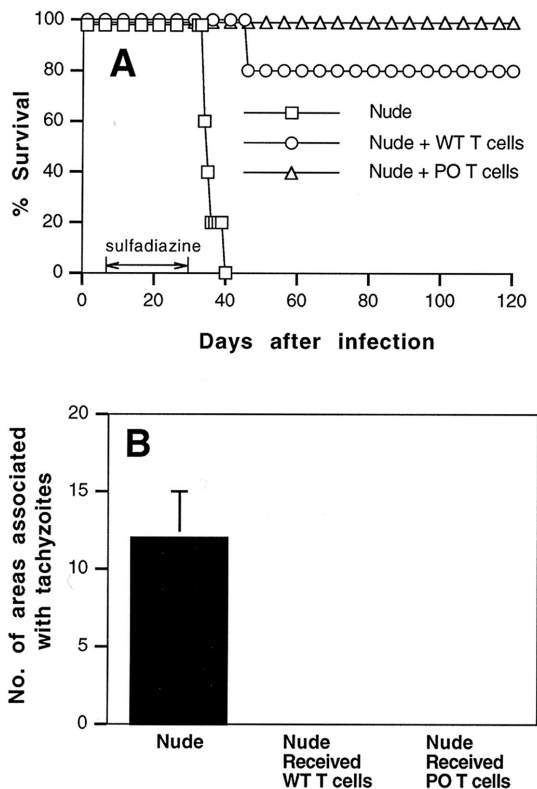 100
80
60
40
20
0
% Survival
A
Nude
Nude + WT T cells
Nude + PO T cells
sulfadiazine
0 20 40 60 80 100 120
Days after infection
20
15
10
5
0
No. of areas associated
with tachyzoites
B
Nude
Nude
Received
WT T cells
Nude
Received
PO T cells